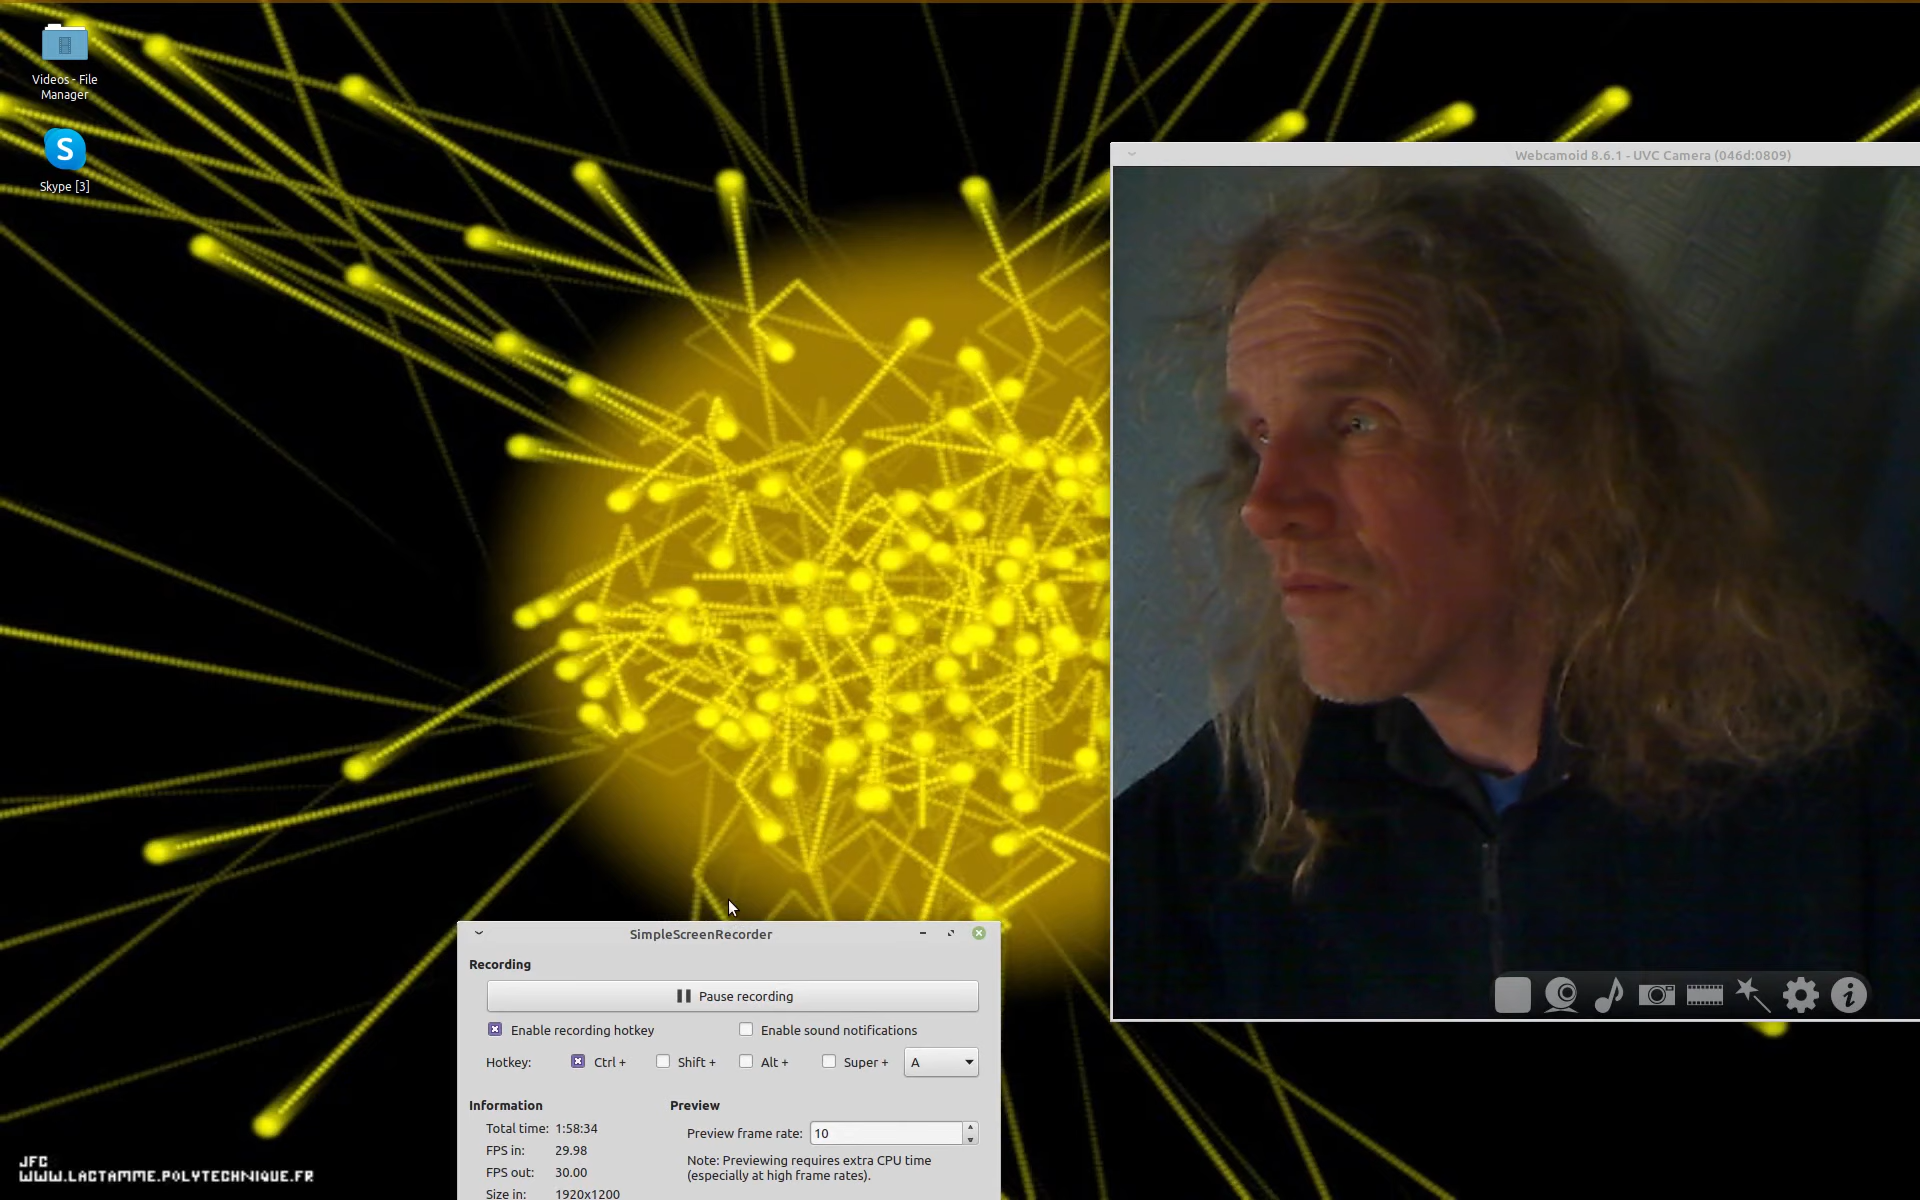 Videos - File
Manager
Skype [3]
Webcamoid 8.6.1 - UVC Camera (046d:0809)
SimpleScreenRecorder
Recording
Pause recording
Enable recording hotkey
Enable sound notifications
Hotkey:
Ctrl +
Shift +
Alt +
Super +
A
Information
Total time: 1:58:34
FPS in: 29.98
FPS out: 30.00
Size in: 1920x1200
Preview
Preview frame rate: 10
Note: Previewing requires extra CPU time
(especially at high frame rates).
JFC
WWW.LACTAMME.POLYTECHNIQUE.FR